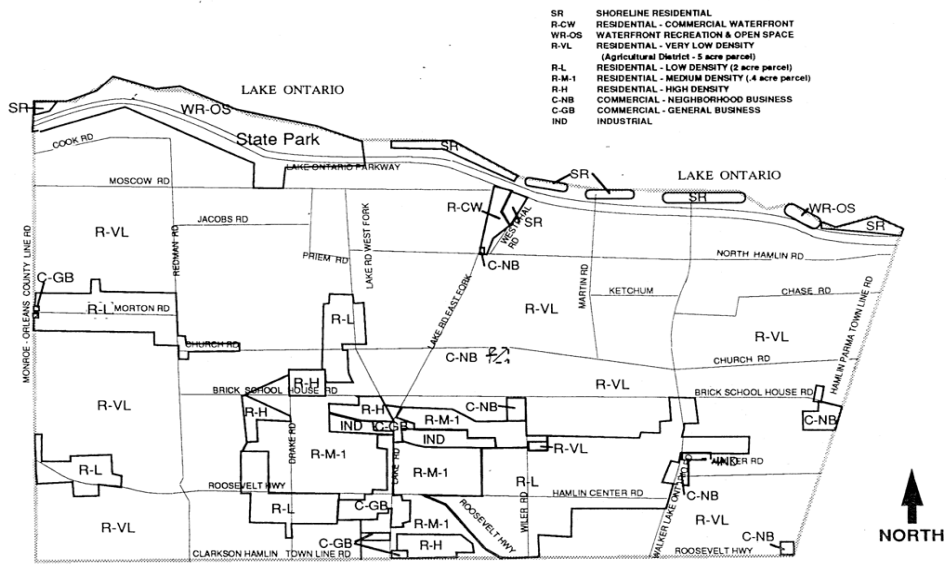 SR SHORELINE RESIDENTIAL
R-CW RESIDENTIAL - COMMERCIAL WATERFRONT
WR-OS WATERFRONT RECREATION & OPEN SPACE
R-VL RESIDENTIAL - VERY LOW DENSITY
(Agricultural District - 5 acre parcel)
R-L RESIDENTIAL - LOW DENSITY (2 acre parcel)
R-M-1 RESIDENTIAL - MEDIUM DENSITY (.4 acre parcel)
R-H RESIDENTIAL - HIGH DENSITY
C-NB COMMERCIAL - NEIGHBORHOOD BUSINESS
C-GB COMMERCIAL - GENERAL BUSINESS
IND INDUSTRIAL
LAKE ONTARIO
SR
WR-OS
State Park
COOK RD
SR
LAKE ONTARIO PARKWAY
SR
LAKE ONTARIO
MOSCOW RD
SR
WR-OS
R-CW
SR
SR
JACOBS RD
WESTPHAL RD
R-VL
REDMAN RD
LAKE RD WEST FORK
PRIEM RD
C-NB
NORTH HAMLIN RD
MONROE - ORLEANS COUNTY LINE RD
C-GB
MARTIN RD
KETCHUM
CHASE RD
R-L
MORTON RD
R-L
LAKE RD EAST FORK
R-VL
R-VL
HAMLIN PARMA TOWN LINE RD
CHURCH RD
C-NB
CHURCH RD
R-H
R-VL
BRICK SCHOOL HOUSE RD
BRICK SCHOOL HOUSE RD
R-VL
R-H
R-H
C-NB
R-M-1
C-NB
IND
C-GB
IND
R-VL
DRAKE RD
R-M-1
LAKE RD
R-M-1
R-L
IND
R-L
ROOSEVELT HWY
HAMLIN CENTER RD
C-NB
R-L
C-GB
R-M-1
ROOSEVELT HWY
WILER RD
WALKER LAKE ONTARIO RD
R-VL
R-VL
C-GB
R-H
C-NB
CLARKSON HAMLIN TOWN LINE RD
ROOSEVELT HWY
NORTH